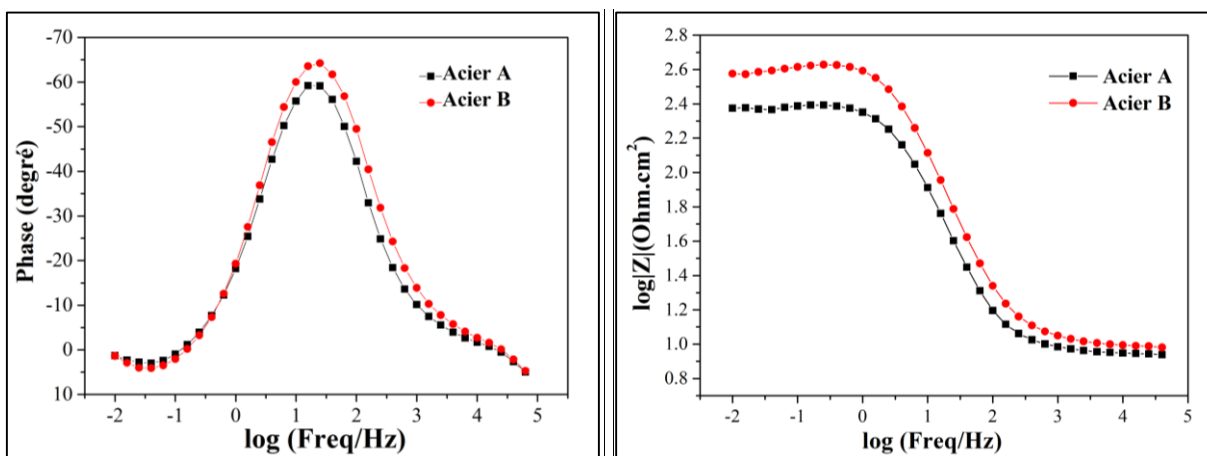 -70
-60
-50
-40
-30
-20
-10
0
10
Phase (degré)
Acier A
Acier B
-2 -1 0 1 2 3 4 5
log (Freq/Hz)
2.8
2.6
2.4
2.2
2.0
1.8
1.6
1.4
1.2
1.0
0.8
log|Z|(Ohm.cm²)
Acier A
Acier B
-2 -1 0 1 2 3 4 5
log (Freq/Hz)